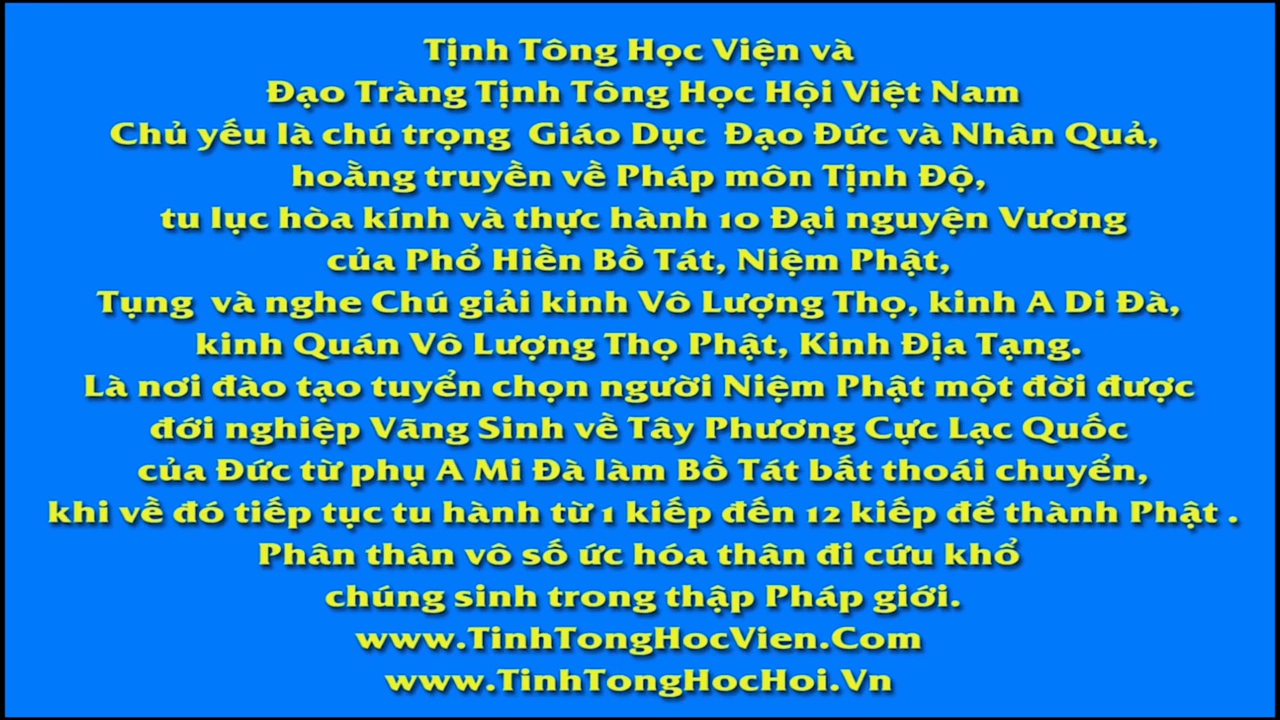 Tịnh Tông Học Viện và
Đạo Tràng Tịnh Tông Học Hội Việt Nam
Chủ yếu là chú trọng Giáo Dục Đạo Đức và Nhân Quả,
hoằng truyền về Pháp môn Tịnh Độ,
tu lục hòa kính và thực hành 10 Đại nguyện Vương
của Phổ Hiền Bồ Tát, Niệm Phật,
Tụng và nghe Chú giải kinh Vô Lượng Thọ, kinh A Di Đà,
kinh Quán Vô Lượng Thọ Phật, Kinh Địa Tạng.
Là nơi đào tạo tuyển chọn người Niệm Phật một đời được
đới nghiệp Vãng Sinh về Tây Phương Cực Lạc Quốc
của Đức từ phụ A Mi Đà làm Bồ Tát bất thoái chuyển,
khi về đó tiếp tục tu hành từ 1 kiếp đến 12 kiếp để thành Phật .
Phân thân vô số ức hóa thân đi cứu khổ
chúng sinh trong thập Pháp giới.
www.TinhTongHocVien.Com
www.TinhTongHocHoi.Vn